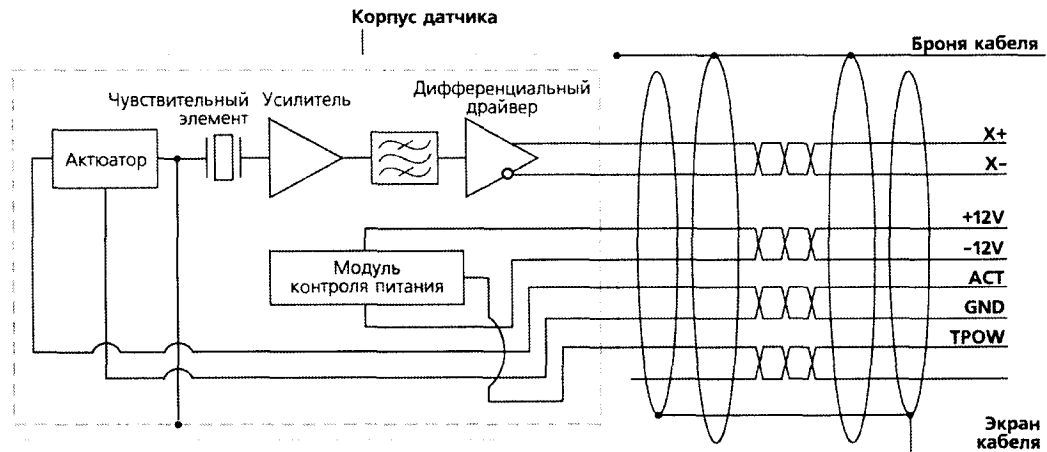 Корпус датчика
Броня кабеля
Чувствительный
элемент
Усилитель
Дифференциальный
драйвер
Актюатор
X+
X-
+12V
-12V
Модуль
контроля питания
ACT
GND
TPOW
Экран
кабеля